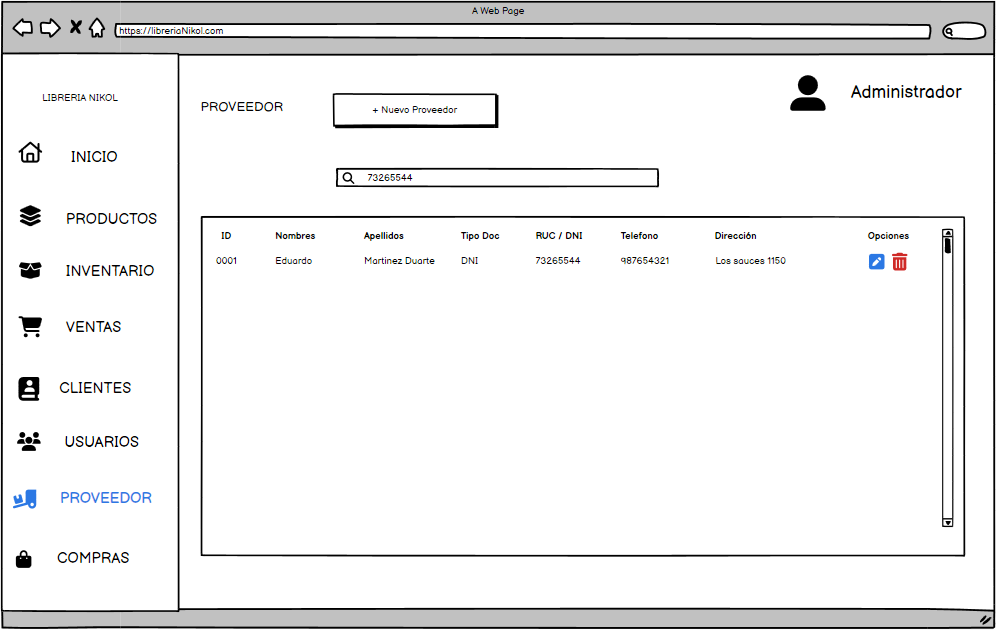 A Web Page
https://libreriaNikol.com
LIBRERIA NIKOL
INICIO
PRODUCTOS
INVENTARIO
VENTAS
CLIENTES
USUARIOS
PROVEEDOR
COMPRAS
PROVEEDOR
+ Nuevo Proveedor
Administrador
73265544
ID Nombres Apellidos Tipo Doc RUC / DNI Telefono Dirección Opciones
0001 Eduardo Martinez Duarte DNI 73265544 987654321 Los sauces 1150